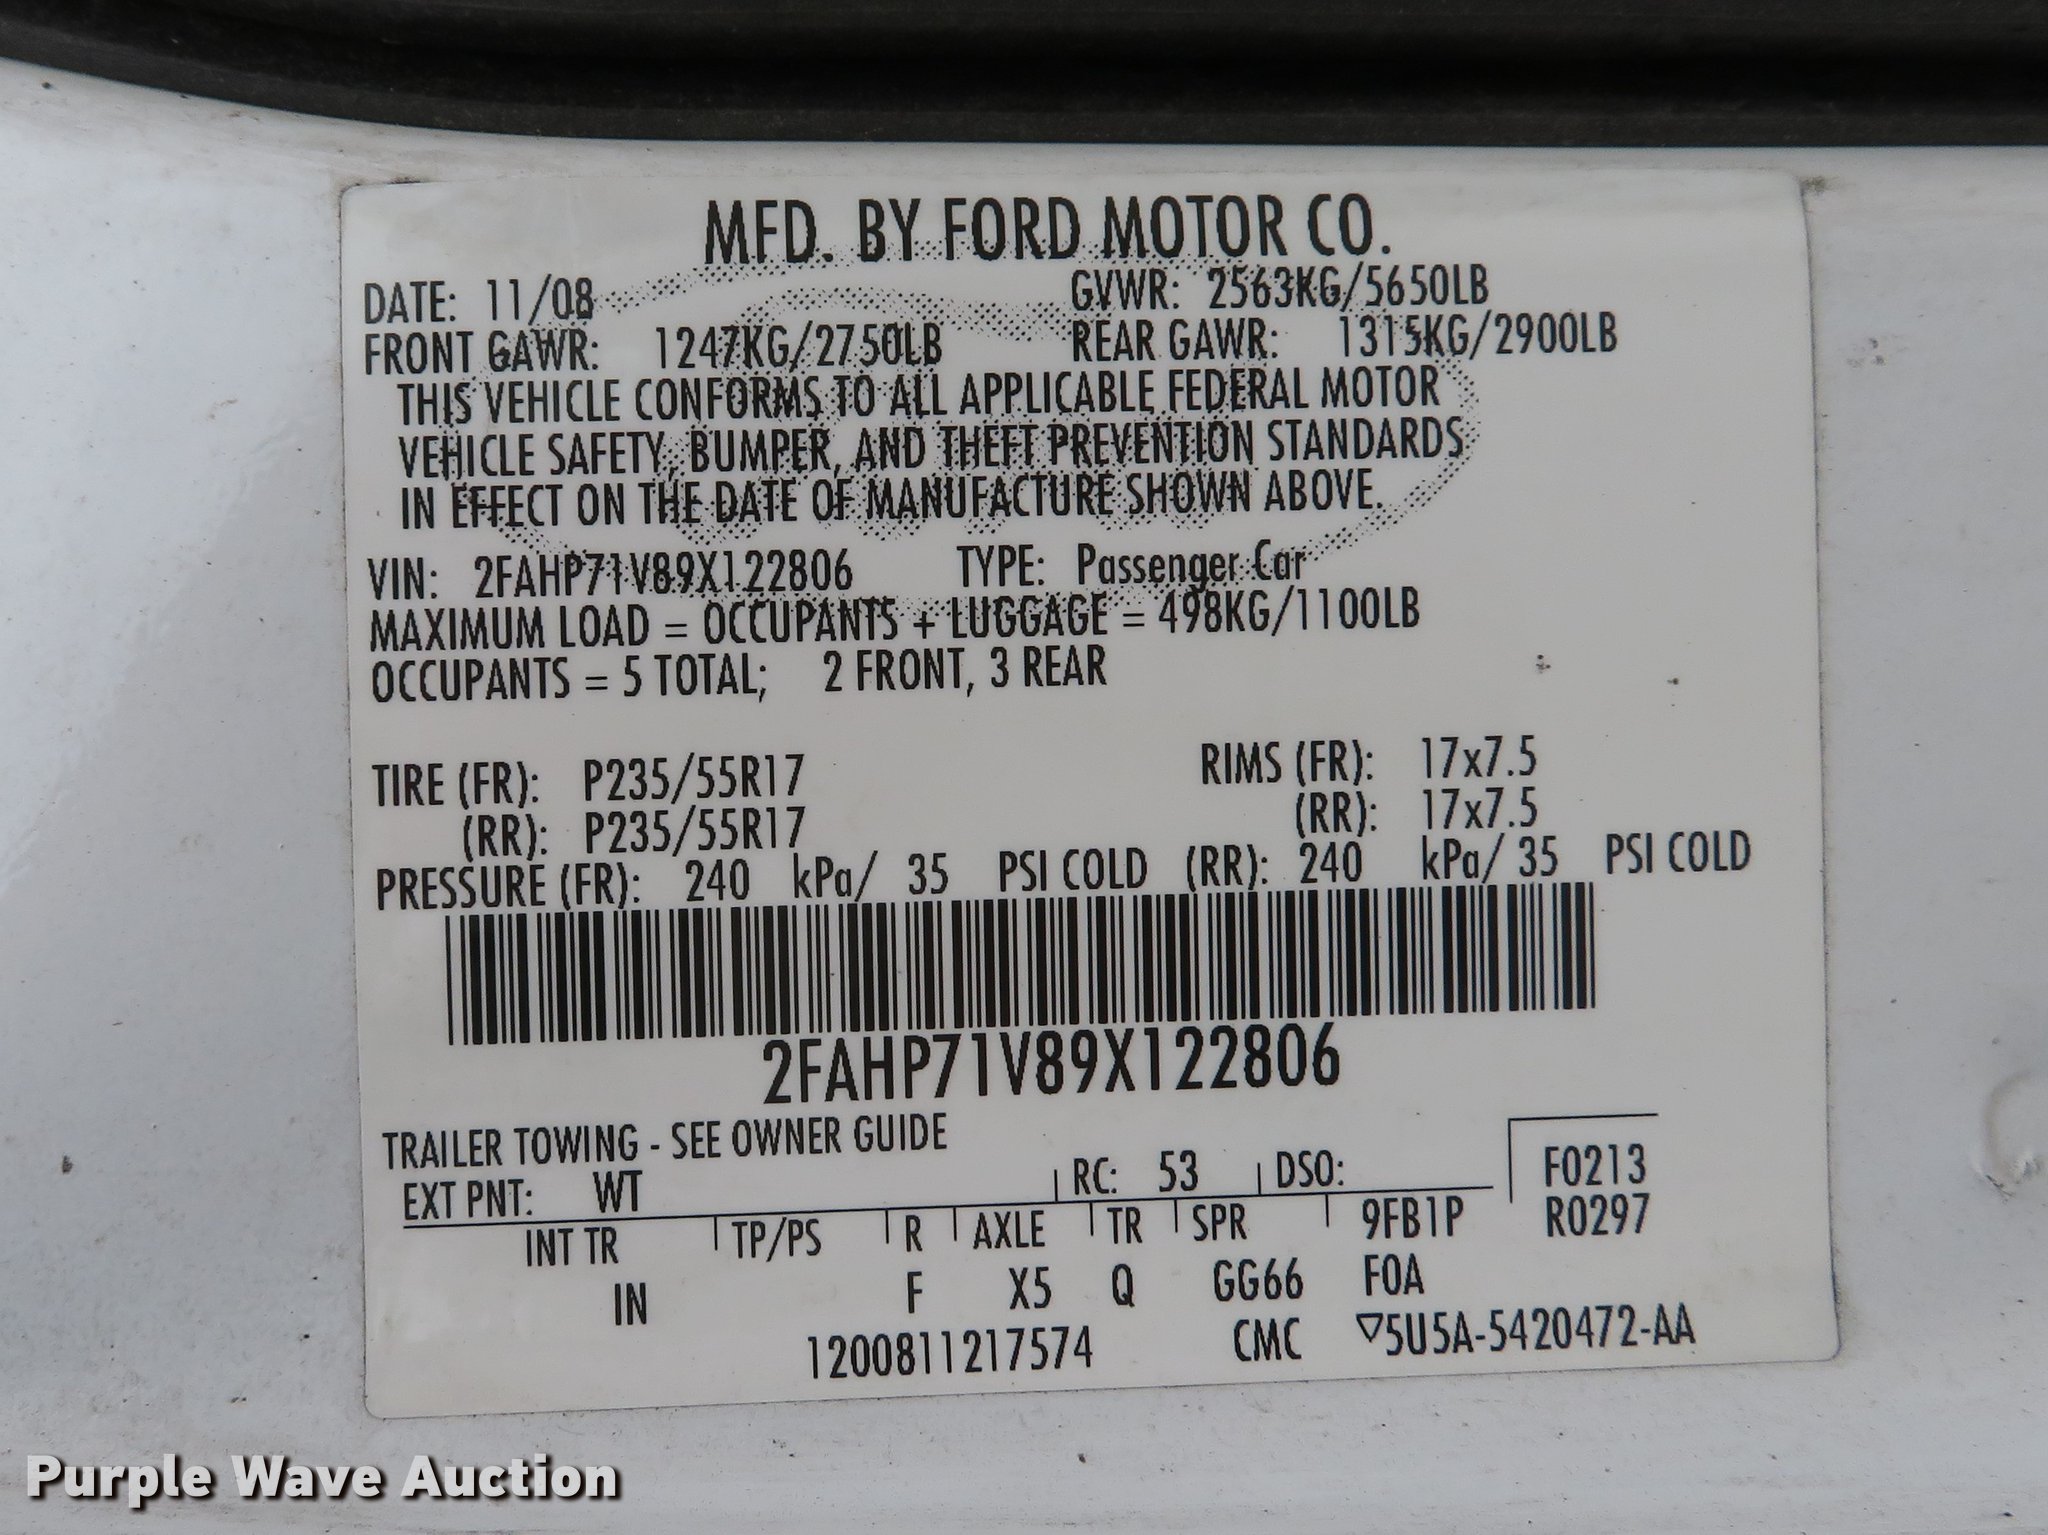 MFD. BY FORD MOTOR CO.
DATE: 11/08 GVWR: 2563KG/5650LB
FRONT GAWR: 1247KG/2750LB REAR GAWR: 1315KG/2900LB
THIS VEHICLE CONFORMS TO ALL APPLICABLE FEDERAL MOTOR
VEHICLE SAFETY, BUMPER, AND THEFT PREVENTION STANDARDS
IN EFFECT ON THE DATE OF MANUFACTURE SHOWN ABOVE.
VIN: 2FAHP71V89X122806 TYPE: Passenger Car
MAXIMUM LOAD = OCCUPANTS + LUGGAGE = 498KG/1100LB
OCCUPANTS = 5 TOTAL; 2 FRONT, 3 REAR
TIRE (FR): P235/55R17 RIMS (FR): 17x7.5
(RR): P235/55R17 (RR): 17x7.5
PRESSURE (FR): 240 kPa/ 35 PSI COLD (RR): 240 kPa/ 35 PSI COLD
2FAHP71V89X122806
TRAILER TOWING - SEE OWNER GUIDE
EXT PNT: WT RC: 53 DSO: F0213
INT TR TP/PS R AXLE TR SPR 9FB1P R0297
IN F X5 Q GG66 FOA
1200811217574 CMC ▽5U5A-5420472-AA
Purple Wave Auction